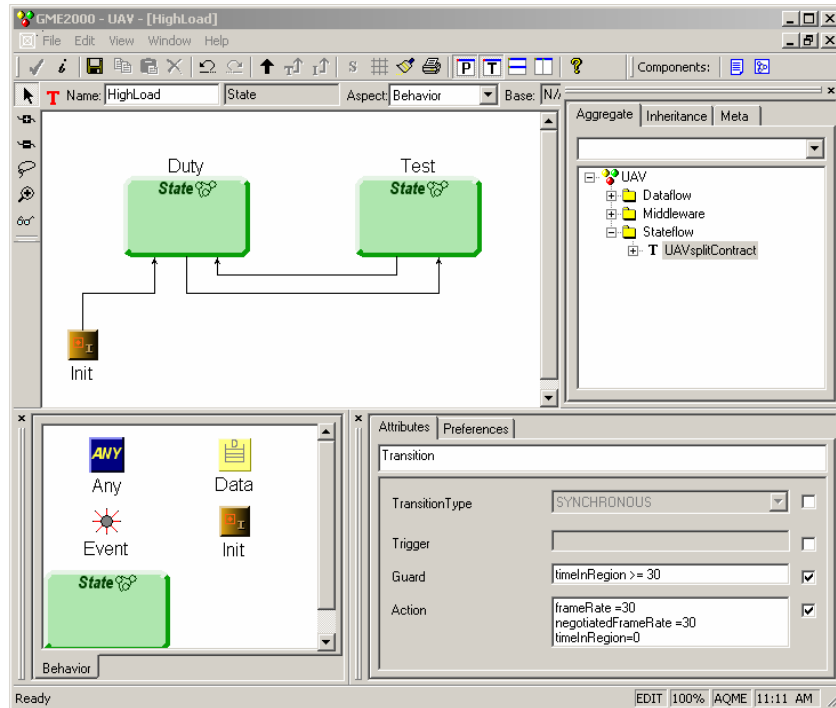 GME2000 - UAV - [HighLoad]
File Edit View Window Help
Components:
T Name: HighLoad State Aspect: Behavior Base: N/
Aggregate Inheritance Meta
UAV
Dataflow
Middleware
Stateflow
T UAVsplitContract
Duty
State
Test
State
Init
ANY
Any
D
Data
Event
I
Init
State
Behavior
Attributes Preferences
Transition
TransitionType SYNCHRONOUS
Trigger
Guard timeInRegion >= 30
Action frameRate =30
negotiatedFrameRate =30
timeInRegion=0
Ready EDIT 100% AQME 11:11 AM